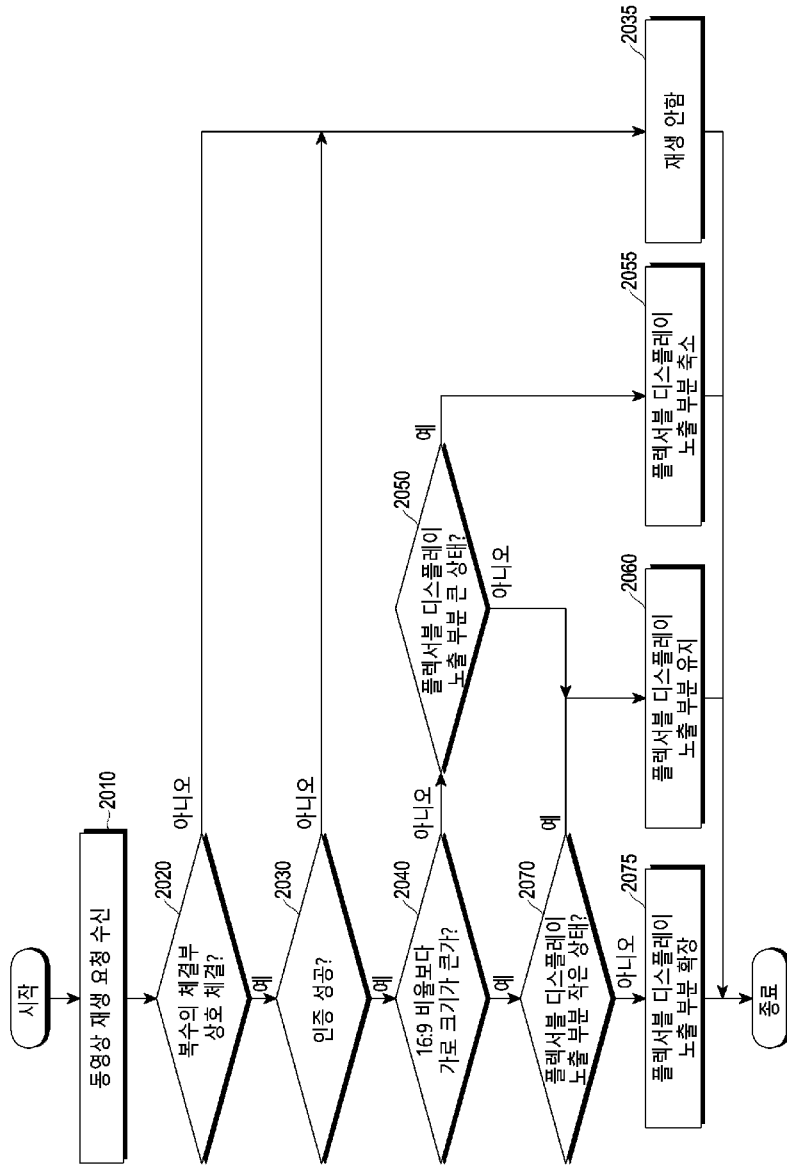 시작
동영상 재생 요청 수신
2010
복수의 체결부
상호 체결?
2020
아니오
예
인증 성공?
2030
아니오
예
16:9 비율보다
가로 크기가 큰가?
2040
아니오
예
플렉서블 디스플레이
노출 부분 큰 상태?
2050
예
아니오
플렉서블 디스플레이
노출 부분 작은 상태?
2070
예
아니오
플렉서블 디스플레이
노출 부분 확장
2075
플렉서블 디스플레이
노출 부분 유지
2060
플렉서블 디스플레이
노출 부분 축소
2055
재생 안함
2035
종료